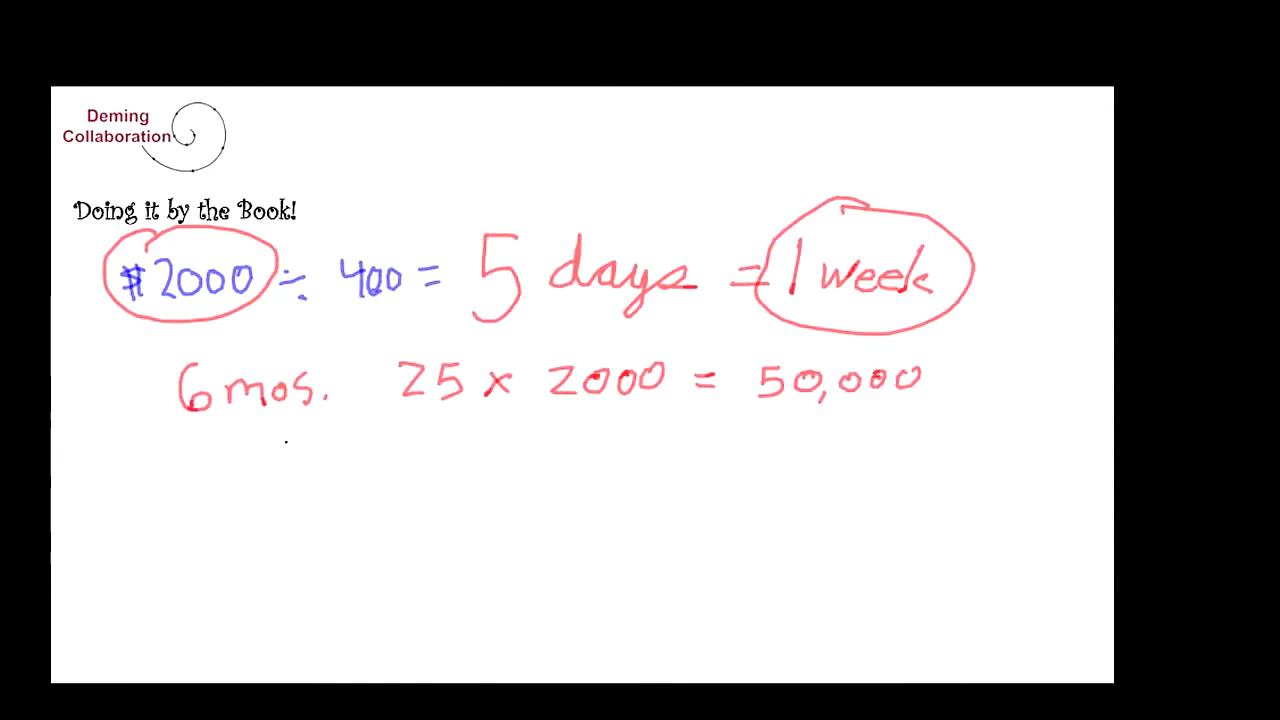 Deming
Collaboration
Doing it by the Book!
$2000 ÷ 400 = 5 days = 1 week
6 mos. 25 x 2000 = 50,000